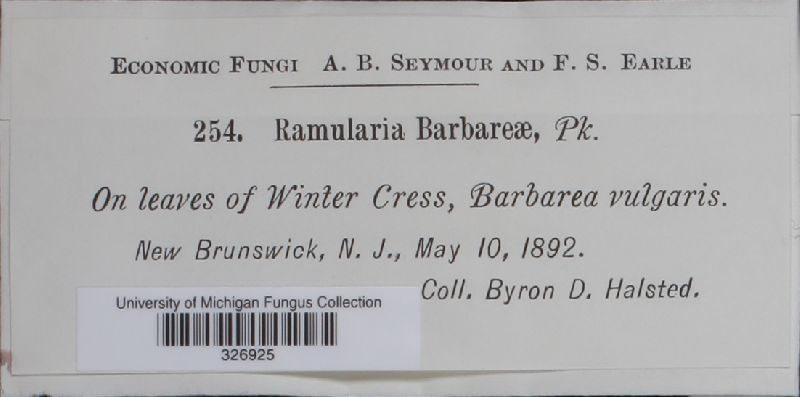 Economic Fungi A. B. Seymour and F. S. Earle
254. Ramularia Barbareæ, Pk.
On leaves of Winter Cress, Barbarea vulgaris.
New Brunswick, N. J., May 10, 1892.
Coll. Byron D. Halsted.
University of Michigan Fungus Collection
326925